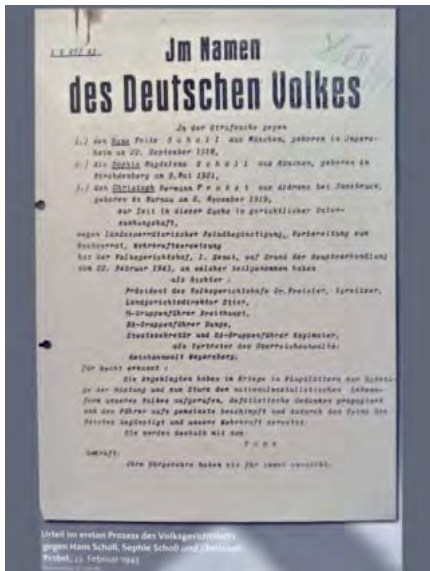 Jm Namen
des Deutschen Volkes
In der Strafsache gegen
1.) den Hans Fritz Scholl aus München, geboren in Ingers-
heim am 22. September 1918,
2.) die Sophia Magdalena Scholl aus München, geboren in
Forchtenberg am 9. Mai 1921,
3.) den Christoph Hermann Probst aus Aldrans bei Innsbruck,
geboren in Murnau am 6. November 1919,
zur Zeit in dieser Sache in gerichtlicher Unter-
suchungshaft,
wegen landesverräterischer Feindbegünstigung, Vorbereitung zum
Hochverrat, Wehrkraftzersetzung
hat der Volksgerichtshof, 1. Senat, auf Grund der Hauptverhandlung
vom 22. Februar 1943, an welcher teilgenommen haben
als Richter:
Präsident des Volksgerichtshofs Dr. Freisler, Vorsitzer,
Landgerichtsdirektor Stier,
SS-Gruppenführer Breithaupt,
SA-Gruppenführer Bunge,
Staatssekretär und SA-Gruppenführer Köglmaier,
als Vertreter des Oberreichsanwalts:
Reichsanwalt Weyersberg,
für Recht erkannt:
Die Angeklagten haben im Kriege in Flugblättern zur Sabota-
ge der Rüstung und zum Sturz der nationalsozialistischen Lebens-
form unseres Volkes aufgerufen, defaitistische Gedanken propagiert
und den Führer aufs gemeinste beschimpft und dadurch den Feind des
Reiches begünstigt und unsere Wehrkraft zersetzt.
Sie werden deshalb mit dem
Tode
bestraft.
Ihre Bürgerehre haben sie für immer verwirkt.
Urteil im ersten Prozess des Volksgerichtshofs
gegen Hans Scholl, Sophie Scholl und Christoph
Probst, 22. Februar 1943